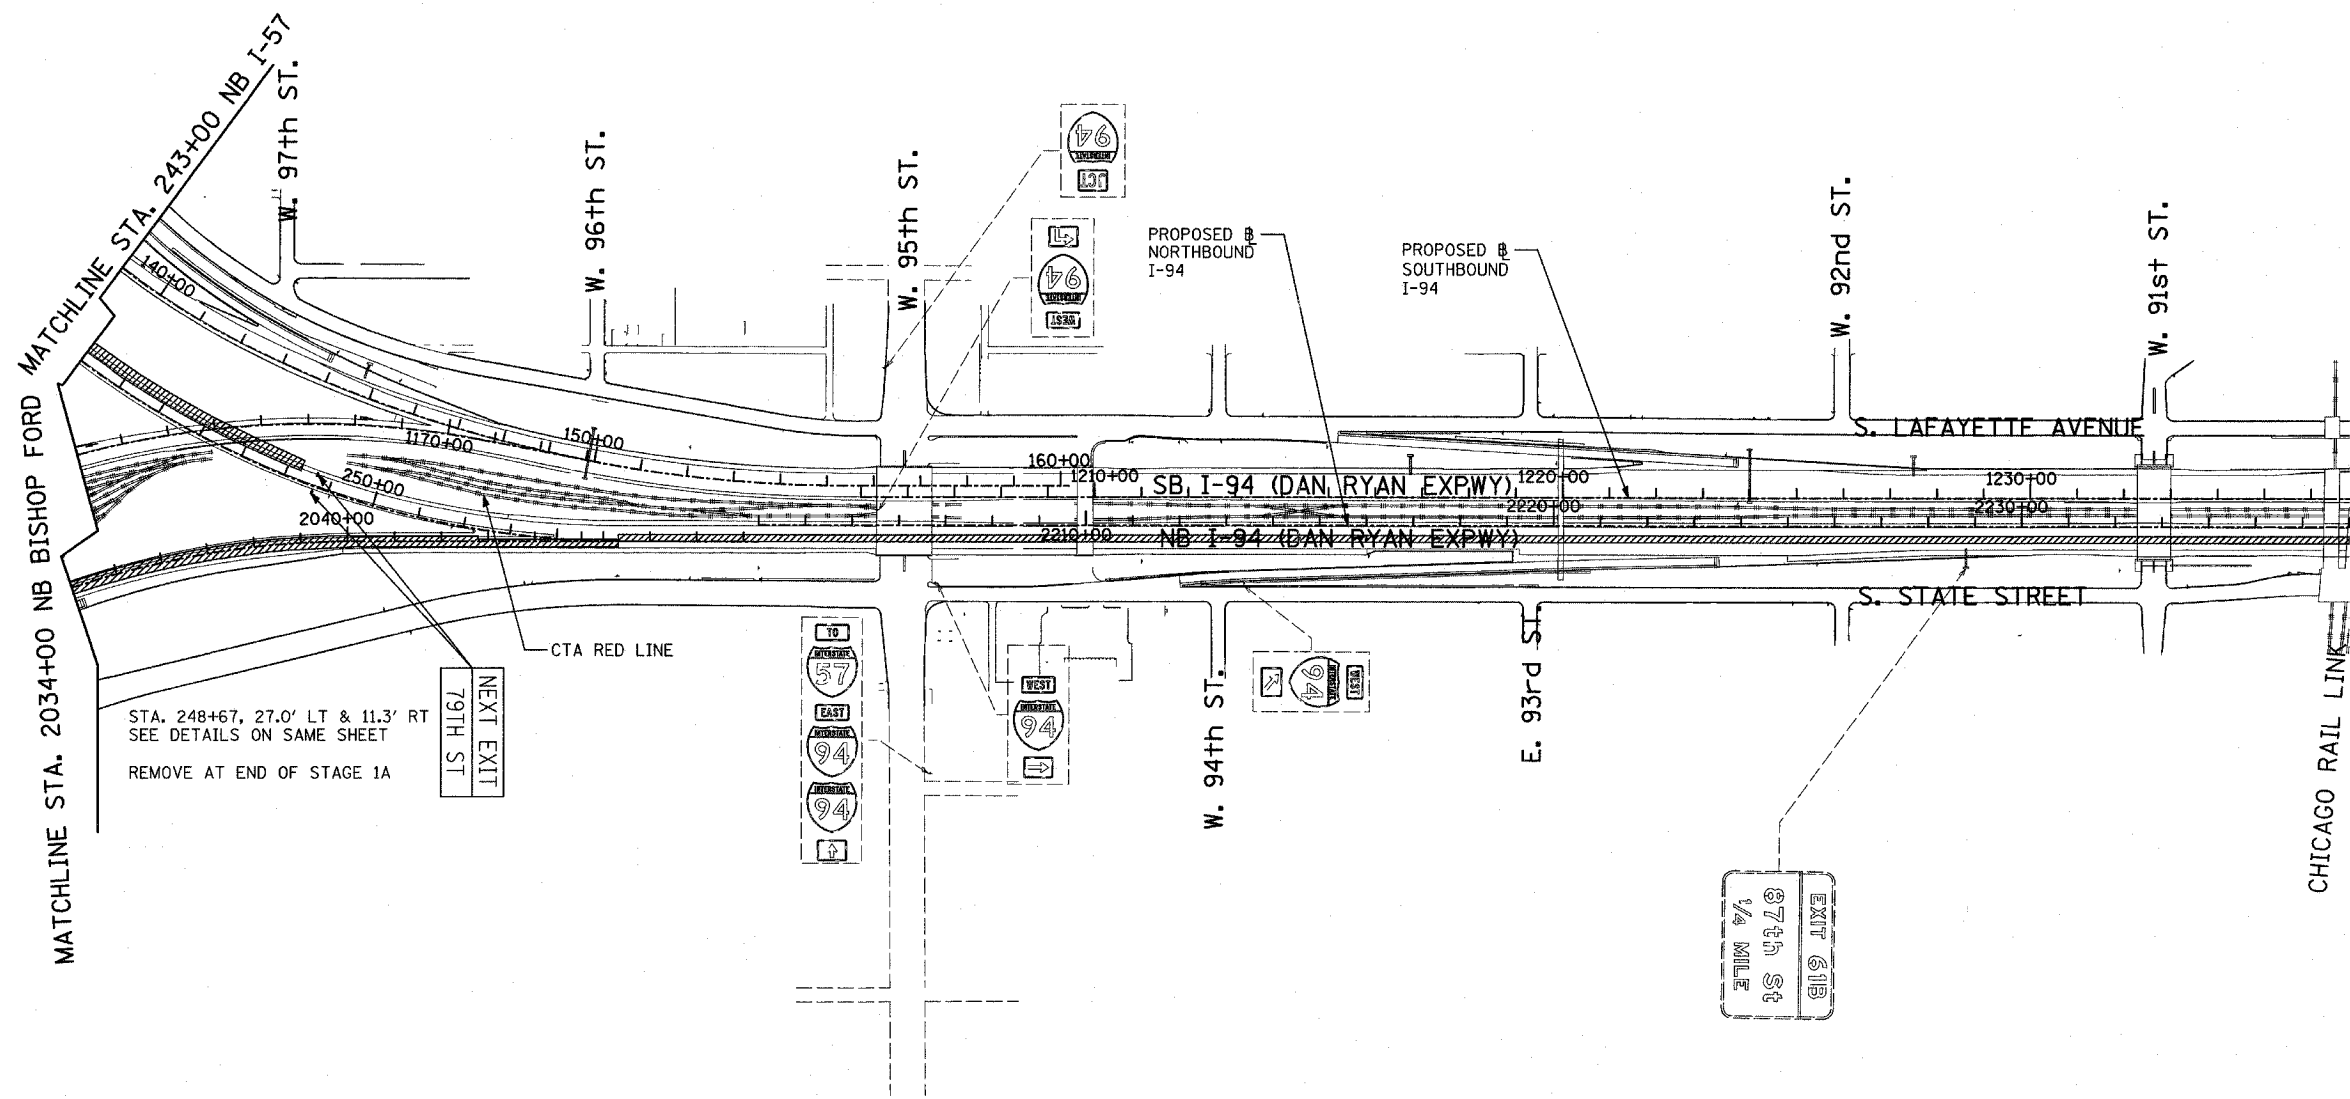 MATCHLINE STA. 243+00 NB I-57
MATCHLINE STA. 2034+00 NB BISHOP FORD
W. 97th ST.
W. 96th ST.
W. 95th ST.
W. 92nd ST.
W. 91st ST.
INTERSTATE
94
JCT
INTERSTATE
94
WEST
PROPOSED ℄
NORTHBOUND
I-94
PROPOSED ℄
SOUTHBOUND
I-94
140+00
1170+00
150+00
160+00
1210+00
1220+00
1230+00
250+00
2040+00
2210+00
2220+00
2230+00
S. LAFAYETTE AVENUE
SB I-94 (DAN RYAN EXPWY)
NB I-94 (DAN RYAN EXPWY)
S. STATE STREET
CTA RED LINE
STA. 248+67, 27.0' LT & 11.3' RT
SEE DETAILS ON SAME SHEET
REMOVE AT END OF STAGE 1A
NEXT EXIT
79TH ST
TO
INTERSTATE
57
EAST
INTERSTATE
94
INTERSTATE
94
WEST
INTERSTATE
94
WEST
INTERSTATE
94
W. 94th ST.
E. 93rd ST.
EXIT 61B
87th St
1/4 MILE
CHICAGO RAIL LINK